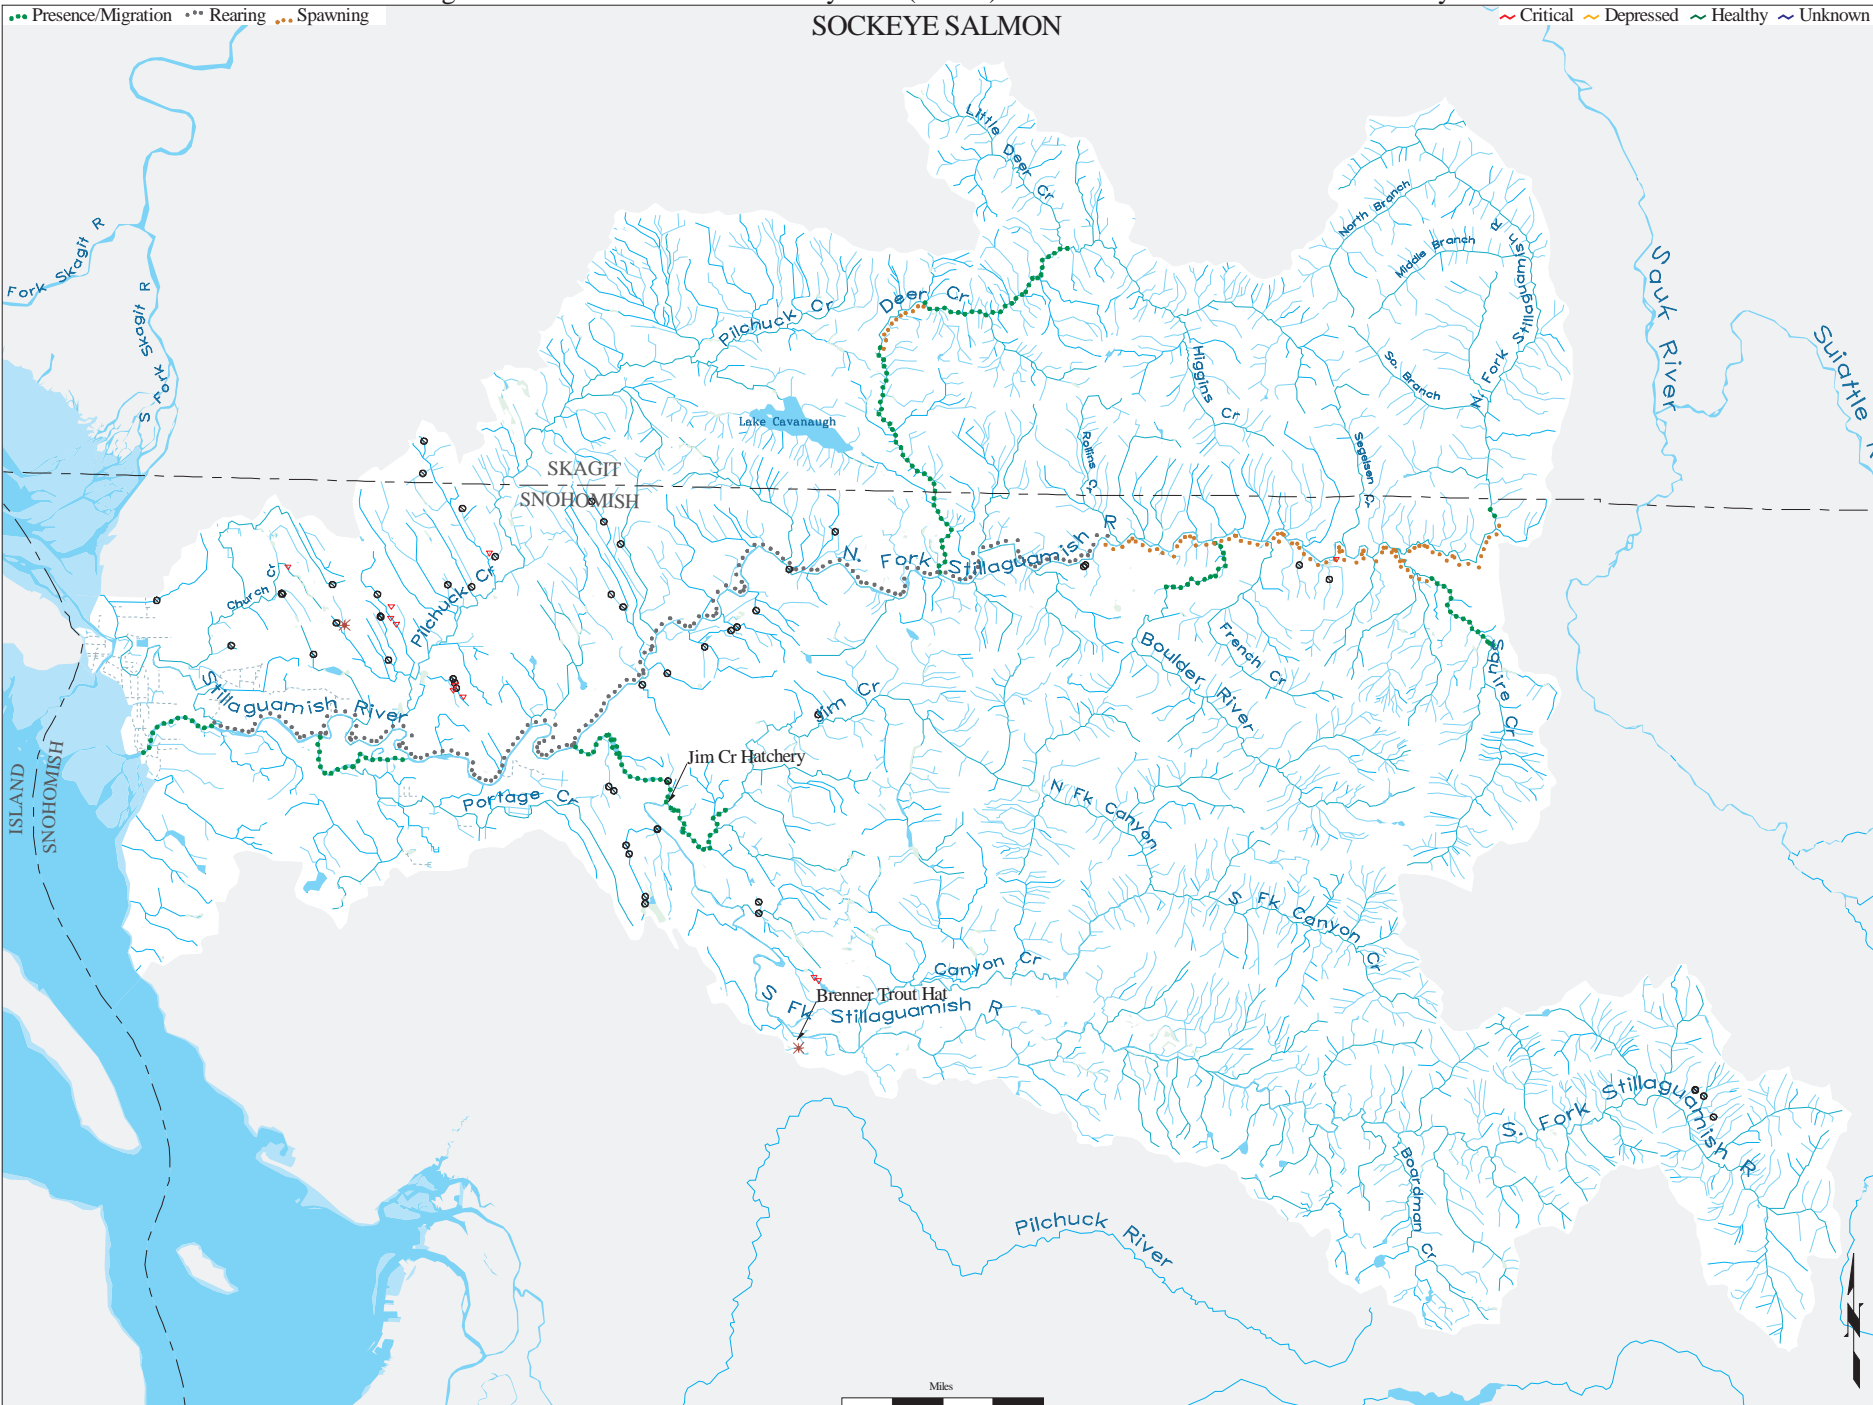 Presence/Migration Rearing Spawning
SOCKEYE SALMON
Critical Depressed Healthy Unknown
Little Deer Cr
North Branch
Middle Branch
N. Fork Stillaguanish R
So. Branch
Sauk River
Suiattle
Fork Skagit R
S Fork Skagit R
Pilchuck Cr
Deer Cr
Higgins Cr
Lake Cavanaugh
Rollins Cr
Segelsen Cr
SKAGIT
SNOHOMISH
N. Fork Stillaguamish R
Church Cr
Pilchuck Cr
Boulder River
French Cr
Squire Cr
Stillaguamish River
Jim Cr
Jim Cr Hatchery
ISLAND
SNOHOMISH
Portage Cr
N Fk Canyon
S Fk Canyon Cr
Canyon Cr
Brenner Trout Hat
S Fk Stillaguamish R
S. Fork Stillaguamish R
Boardman Cr
Pilchuck River
N
Miles